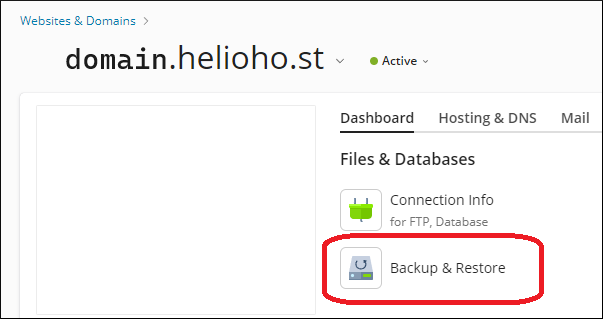 Websites & Domains >
domain.helioho.st Active
Dashboard Hosting & DNS Mail
Files & Databases
Connection Info
for FTP, Database
Backup & Restore